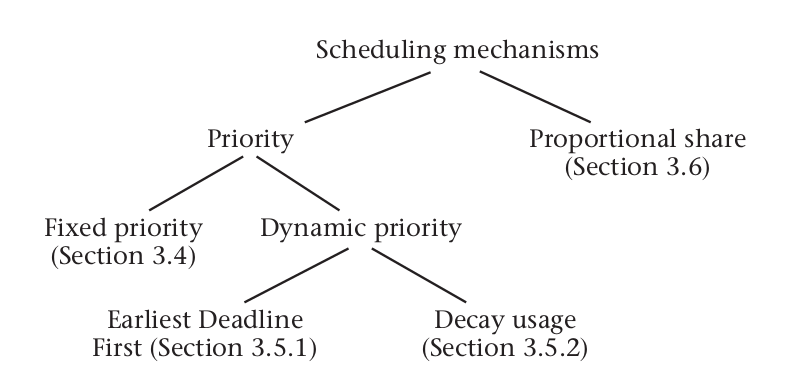 Scheduling mechanisms
Priority
Proportional share
(Section 3.6)
Fixed priority
(Section 3.4)
Dynamic priority
Earliest Deadline
First (Section 3.5.1)
Decay usage
(Section 3.5.2)